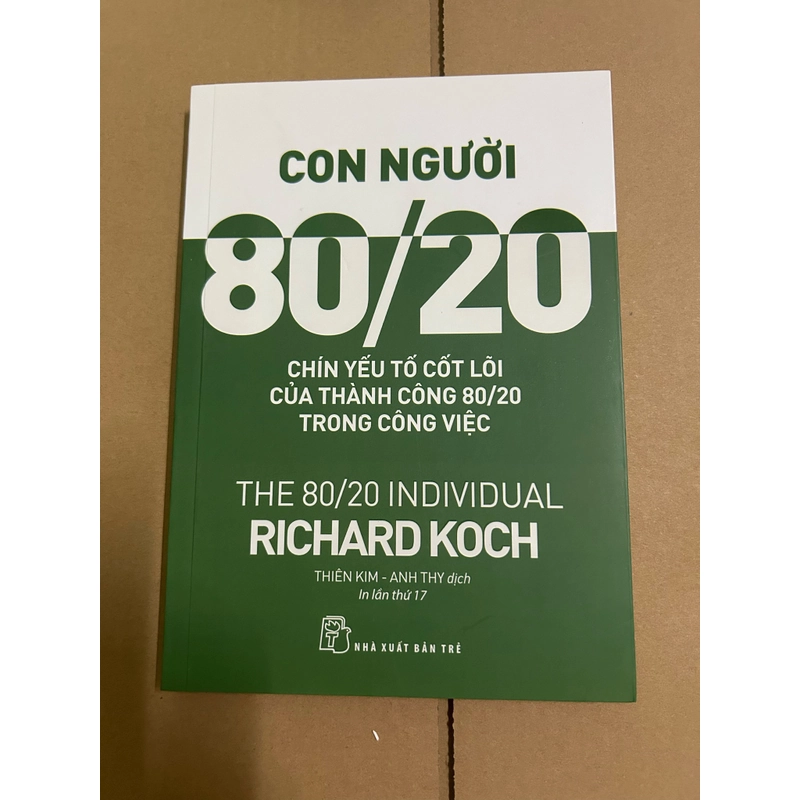 CON NGƯỜI
80/20
CHÍN YẾU TỐ CỐT LÕI
CỦA THÀNH CÔNG 80/20
TRONG CÔNG VIỆC
THE 80/20 INDIVIDUAL
RICHARD KOCH
THIÊN KIM - ANH THY dịch
In lần thứ 17
NHÀ XUẤT BẢN TRẺ